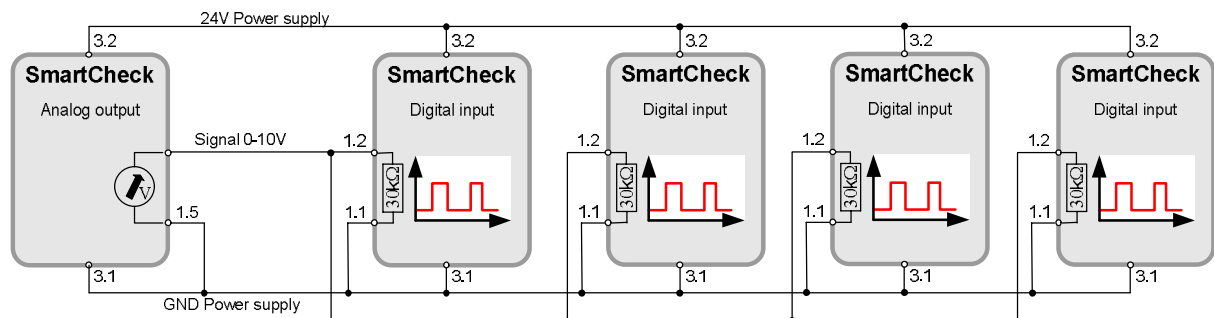 24V Power supply
3.2 3.2 3.2 3.2 3.2
SmartCheck SmartCheck SmartCheck SmartCheck SmartCheck
Analog output Digital input Digital input Digital input Digital input
Signal 0-10V 1.2 1.2 1.2 1.2
V 30kΩ 30kΩ 30kΩ 30kΩ
1.5 1.1 1.1 1.1 1.1
3.1 3.1 3.1 3.1 3.1
GND Power supply